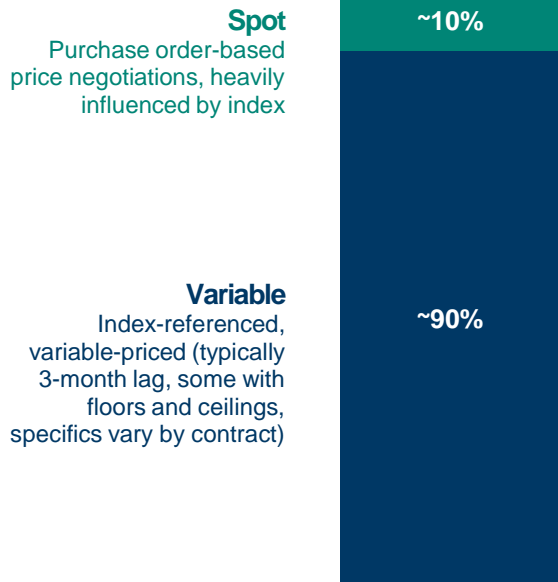 Spot
Purchase order-based
price negotiations, heavily
influenced by index
~10%
Variable
Index-referenced,
variable-priced (typically
3-month lag, some with
floors and ceilings,
specifics vary by contract)
~90%